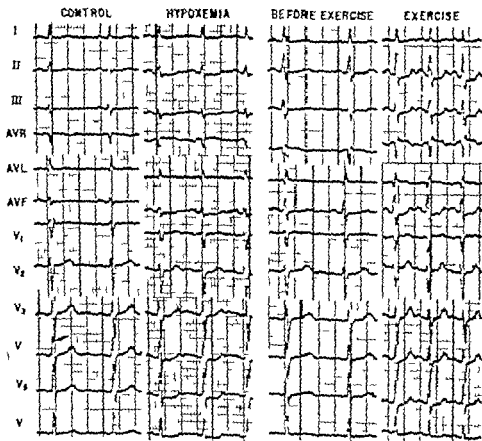 CONTROL HYPOXEMIA BEFORE EXERCISE EXERCISE
I
II
III
AVR
AVL
AVF
V1
V2
V3
V
V5
V